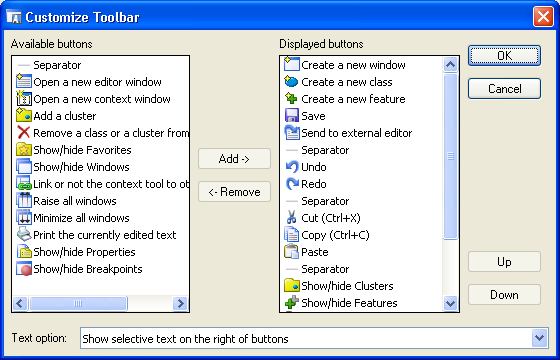 Customize Toolbar
Available buttons
Separator
Open a new editor window
Open a new context window
Add a cluster
Remove a class or a cluster from
Show/hide Favorites
Show/hide Windows
Link or not the context tool to ot
Raise all windows
Minimize all windows
Print the currently edited text
Show/hide Properties
Show/hide Breakpoints
Add ->
<- Remove
Displayed buttons
Create a new window
Create a new class
Create a new feature
Save
Send to external editor
Separator
Undo
Redo
Separator
Cut (Ctrl+X)
Copy (Ctrl+C)
Paste
Separator
Show/hide Clusters
Show/hide Features
OK
Cancel
Up
Down
Text option:
Show selective text on the right of buttons